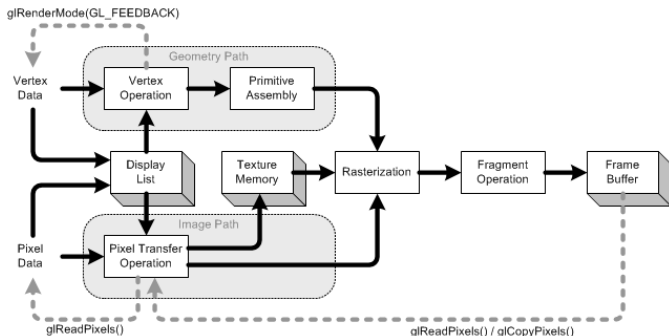 glRenderMode(GL_FEEDBACK)
Geometry Path
Vertex
Data
Vertex
Operation
Primitive
Assembly
Display
List
Texture
Memory
Rasterization
Fragment
Operation
Frame
Buffer
Image Path
Pixel
Data
Pixel Transfer
Operation
glReadPixels()
glReadPixels() / glCopyPixels()